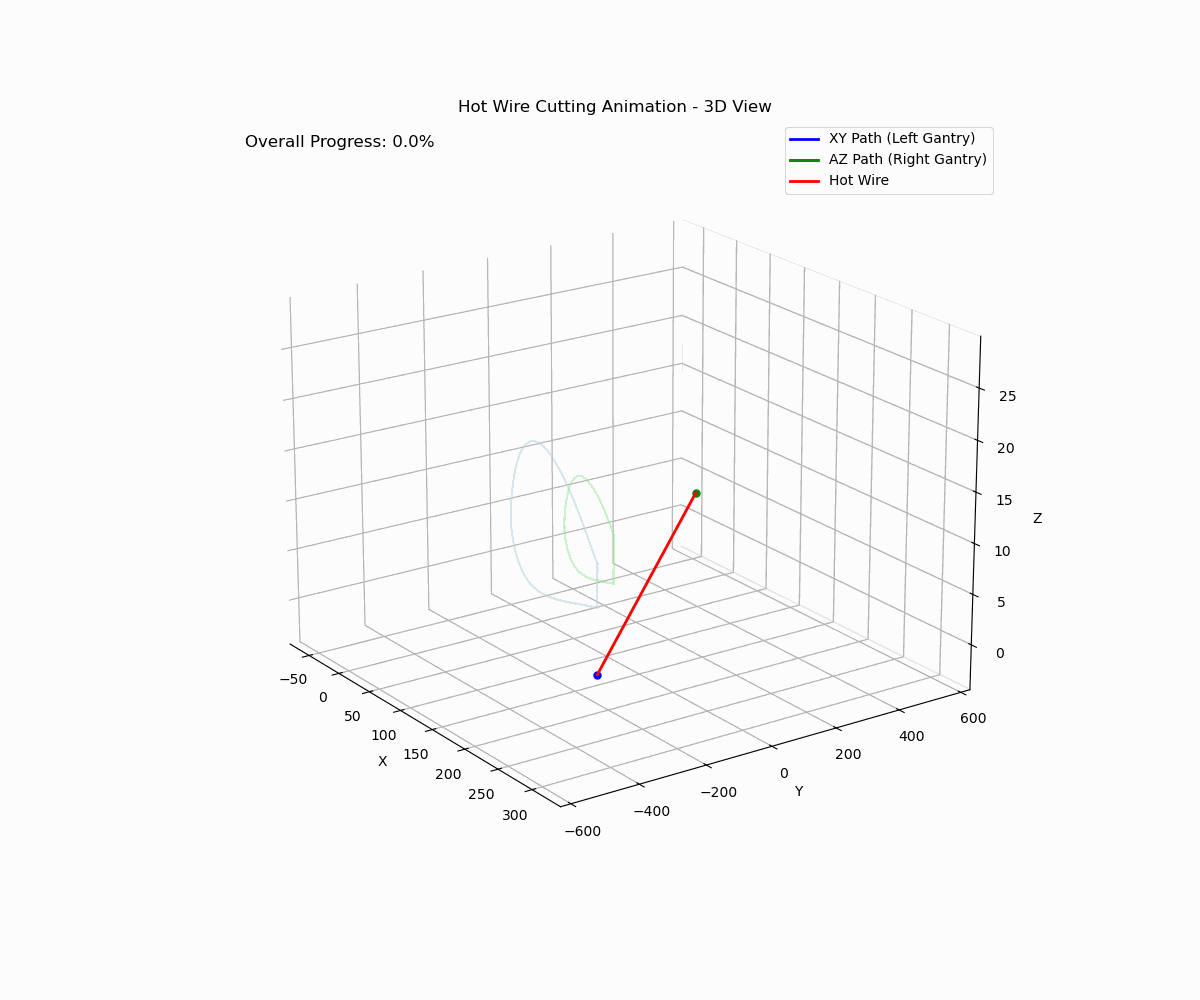 Hot Wire Cutting Animation - 3D View
Overall Progress: 0.0%
XY Path (Left Gantry)
AZ Path (Right Gantry)
Hot Wire
25
20
15
10
5
0
Z
−50
0
50
100
150
200
250
300
X
−600
−400
−200
0
200
400
600
Y